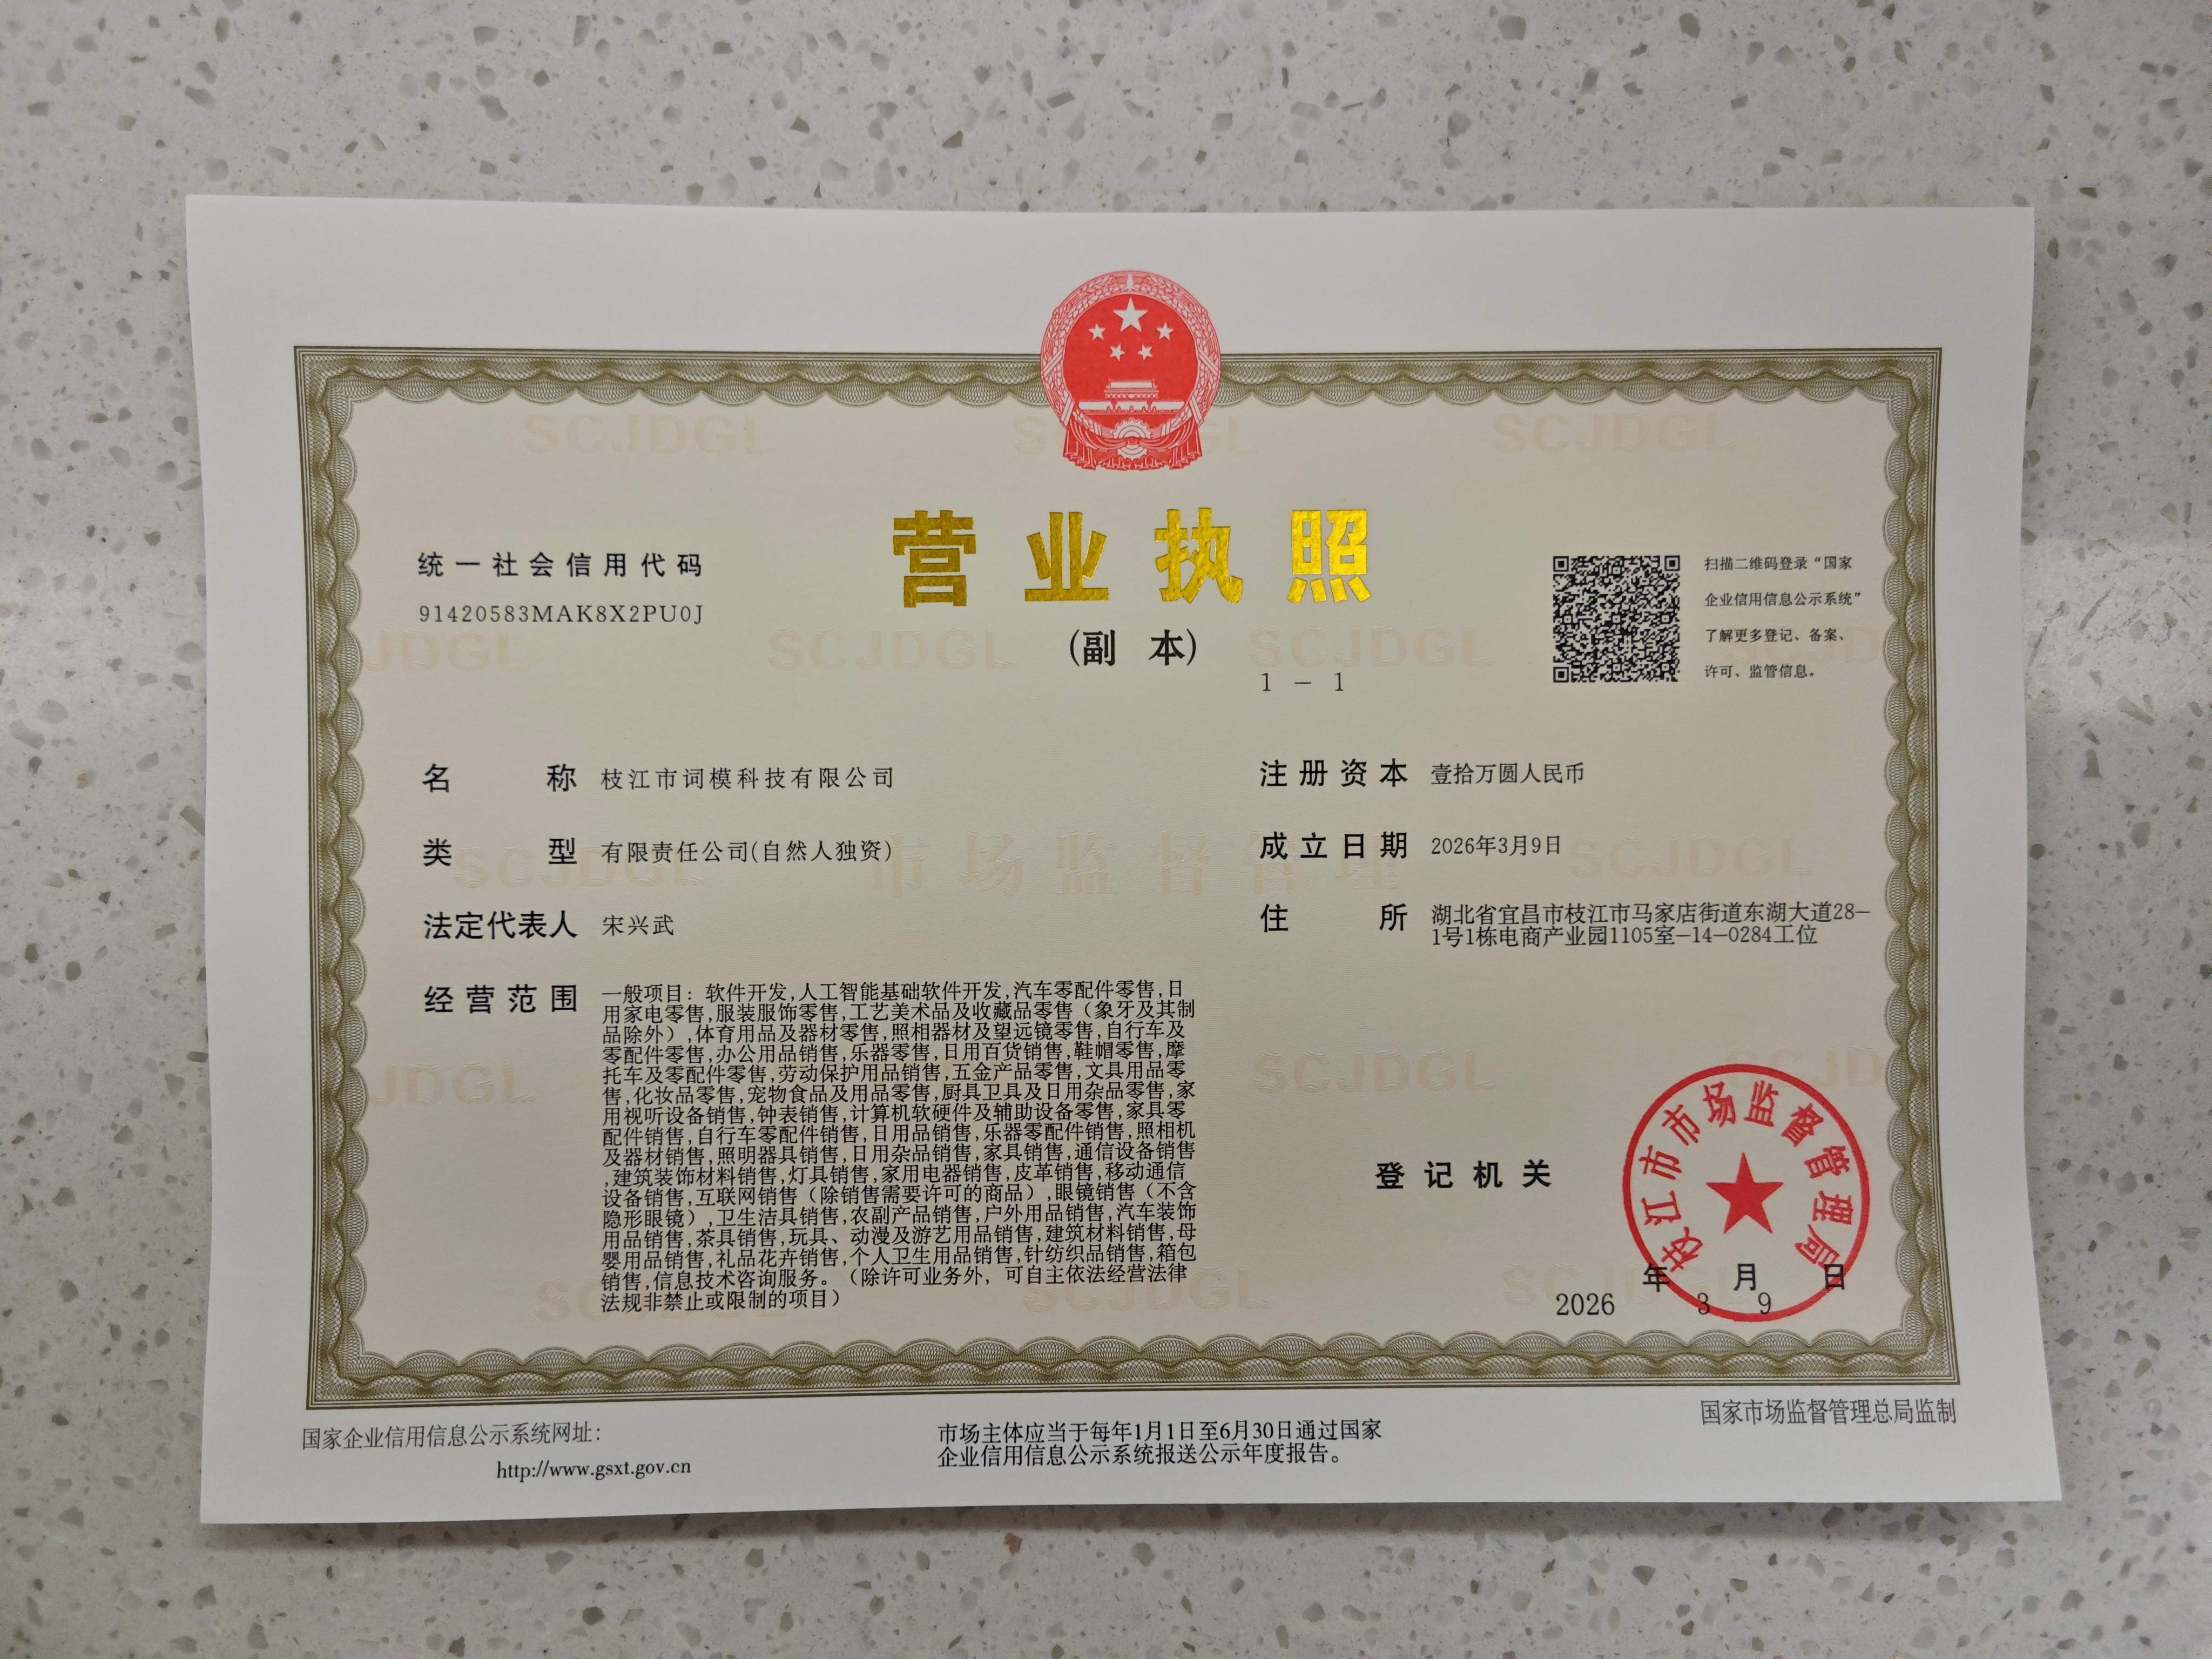 营业执照
(副 本)
1 － 1
统一社会信用代码
91420583MAK8X2PU0J
扫描二维码登录“国家
企业信用信息公示系统”
了解更多登记、备案、
许可、监管信息。
名称 枝江市词模科技有限公司
类型 有限责任公司(自然人独资)
法定代表人 宋兴武
经营范围 一般项目：软件开发,人工智能基础软件开发,汽车零配件零售,日
用家电零售,服装服饰零售,工艺美术品及收藏品零售（象牙及其制
品除外）,体育用品及器材零售,照相器材及望远镜零售,自行车及
零配件零售,办公用品销售,乐器零售,日用百货销售,鞋帽零售,摩
托车及零配件零售,劳动保护用品销售,五金产品零售,文具用品零
售,化妆品零售,宠物食品及用品零售,厨具卫具及日用杂品零售,家
用视听设备销售,钟表销售,计算机软硬件及辅助设备零售,家具零
配件销售,自行车零配件销售,日用品销售,乐器零配件销售,照相机
及器材销售,照明器具销售,日用杂品销售,家具销售,通信设备销售
,建筑装饰材料销售,灯具销售,家用电器销售,皮革销售,移动通信
设备销售,互联网销售（除销售需要许可的商品）,眼镜销售（不含
隐形眼镜）,卫生洁具销售,农副产品销售,户外用品销售,汽车装饰
用品销售,茶具销售,玩具、动漫及游艺用品销售,建筑材料销售,母
婴用品销售,礼品花卉销售,个人卫生用品销售,针纺织品销售,箱包
销售,信息技术咨询服务。（除许可业务外，可自主依法经营法律
法规非禁止或限制的项目）
注册资本 壹拾万圆人民币
成立日期 2026年3月9日
住所 湖北省宜昌市枝江市马家店街道东湖大道28－
1号1栋电商产业园1105室－14－0284工位
登记机关
枝江市市场监督管理局
年 月 日
2026 3 9
国家企业信用信息公示系统网址：
http://www.gsxt.gov.cn
市场主体应当于每年1月1日至6月30日通过国家
企业信用信息公示系统报送公示年度报告。
国家市场监督管理总局监制
SCJDGL
市场监督管理